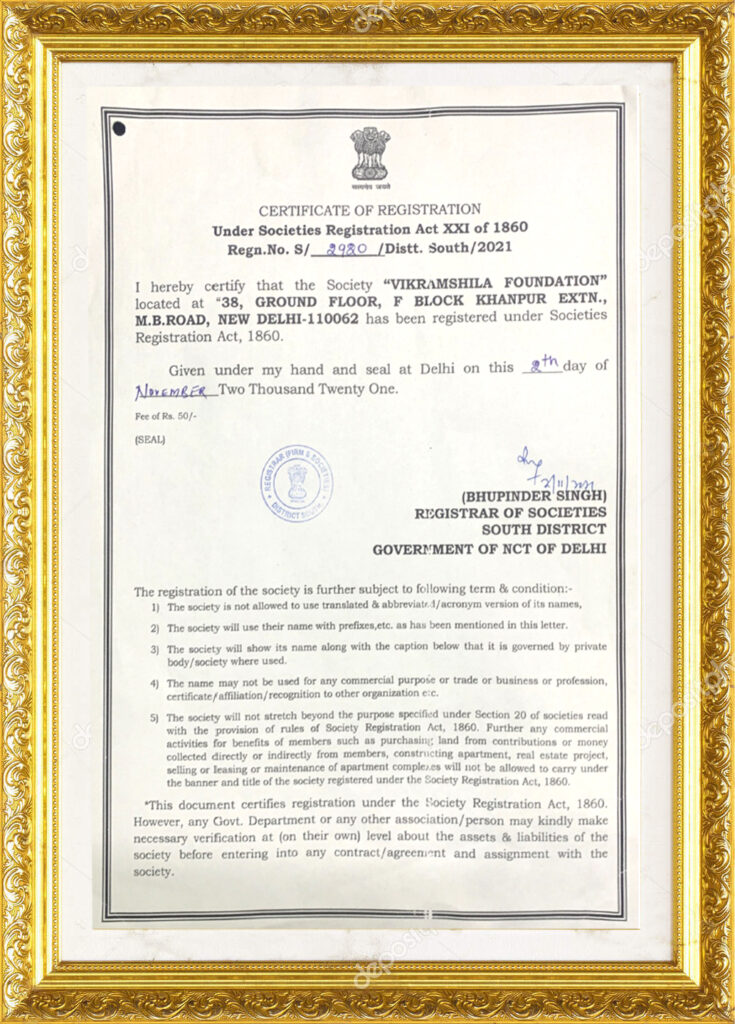 सत्यमेव जयते
CERTIFICATE OF REGISTRATION
Under Societies Registration Act XXI of 1860
Regn.No. S/ 2920 /Distt. South/2021
I hereby certify that the Society “VIKRAMSHILA FOUNDATION”
located at “38, GROUND FLOOR, F BLOCK KHANPUR EXTN.,
M.B.ROAD, NEW DELHI-110062 has been registered under Societies
Registration Act, 1860.
Given under my hand and seal at Delhi on this 2th day of
NOVEMBER Two Thousand Twenty One.
Fee of Rs. 50/-
(SEAL)
REGISTRAR (FIRM & SOCIETIES)
DISTRICT SOUTH
(BHUPINDER SINGH)
REGISTRAR OF SOCIETIES
SOUTH DISTRICT
GOVERNMENT OF NCT OF DELHI
The registration of the society is further subject to following term & condition:-
1) The society is not allowed to use translated & abbreviated/acronym version of its names,
2) The society will use their name with prefixes,etc. as has been mentioned in this letter.
3) The society will show its name along with the caption below that it is governed by private
body/society where used.
4) The name may not be used for any commercial purpose or trade or business or profession,
certificate/affiliation/recognition to other organization etc.
5) The society will not stretch beyond the purpose specified under Section 20 of societies read
with the provision of rules of Society Registration Act, 1860. Further any commercial
activities for benefits of members such as purchasing land from contributions or money
collected directly or indirectly from members, constructing apartment, real estate project,
selling or leasing or maintenance of apartment complexes will not be allowed to carry under
the banner and title of the society registered under the Society Registration Act, 1860.
*This document certifies registration under the Society Registration Act, 1860.
However, any Govt. Department or any other association/person may kindly make
necessary verification at (on their own) level about the assets & liabilities of the
society before entering into any contract/agreement and assignment with the
society.